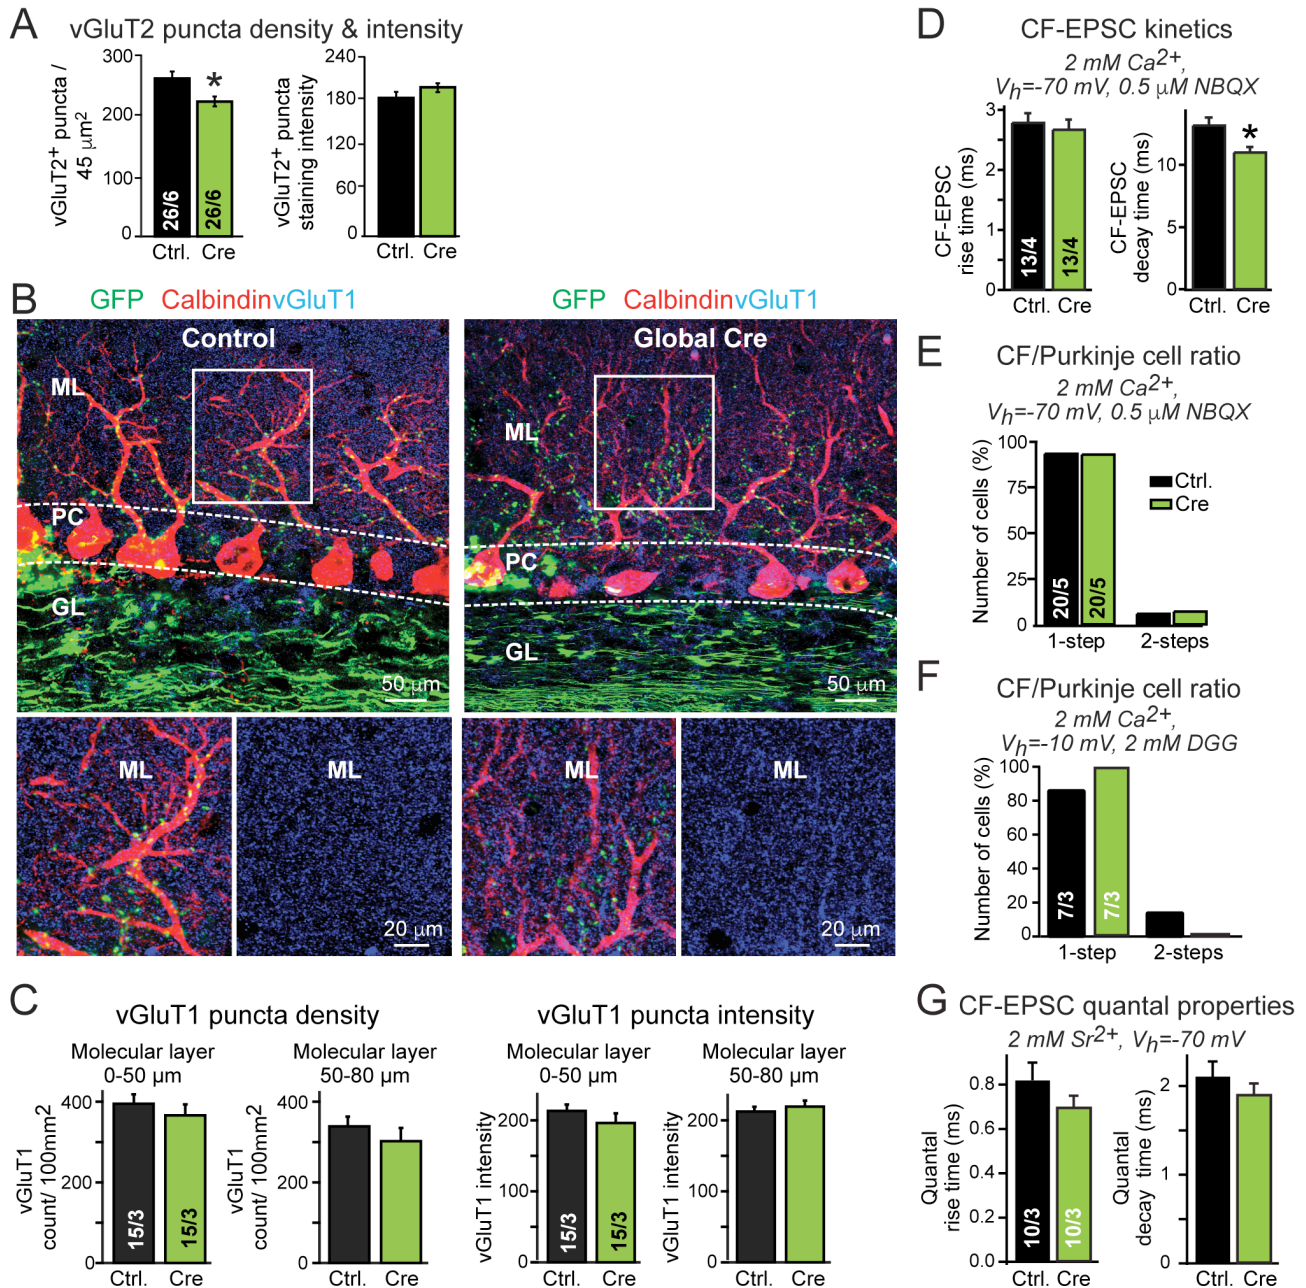 A
vGluT2 puncta density & intensity
vGluT2+ puncta /
45 µm2
300
200
100
0
26/6
*
26/6
Ctrl. Cre
vGluT2+ puncta
staining intensity
240
180
120
60
0
Ctrl. Cre
B
GFP Calbindin vGluT1
Control
ML
PC
GL
50 µm
GFP Calbindin vGluT1
Global Cre
ML
PC
GL
50 µm
ML
ML
20 µm
ML
ML
20 µm
C
vGluT1 puncta density
Molecular layer
0-50 µm
vGluT1
count/ 100mm2
400
200
0
15/3
15/3
Ctrl. Cre
Molecular layer
50-80 µm
vGluT1
count/ 100mm2
400
200
0
Ctrl. Cre
vGluT1 puncta intensity
Molecular layer
0-50 µm
vGluT1 intensity
200
100
0
15/3
15/3
Ctrl. Cre
Molecular layer
50-80 µm
vGluT1 intensity
200
100
0
Ctrl. Cre
D
CF-EPSC kinetics
2 mM Ca2+,
Vh=-70 mV, 0.5 µM NBQX
CF-EPSC
rise time (ms)
3
2
1
0
13/4
13/4
Ctrl. Cre
CF-EPSC
decay time (ms)
10
5
0
*
Ctrl. Cre
E
CF/Purkinje cell ratio
2 mM Ca2+,
Vh=-70 mV, 0.5 µM NBQX
Number of cells (%)
100
75
50
25
0
20/5
20/5
Ctrl.
Cre
1-step 2-steps
F
CF/Purkinje cell ratio
2 mM Ca2+,
Vh=-10 mV, 2 mM DGG
Number of cells (%)
100
80
60
40
20
0
7/3
7/3
1-step 2-steps
G
CF-EPSC quantal properties
2 mM Sr2+, Vh=-70 mV
Quantal
rise time (ms)
0.8
0.6
0.4
0.2
0.0
10/3
10/3
Ctrl. Cre
Quantal
decay time (ms)
2
1
0
Ctrl. Cre